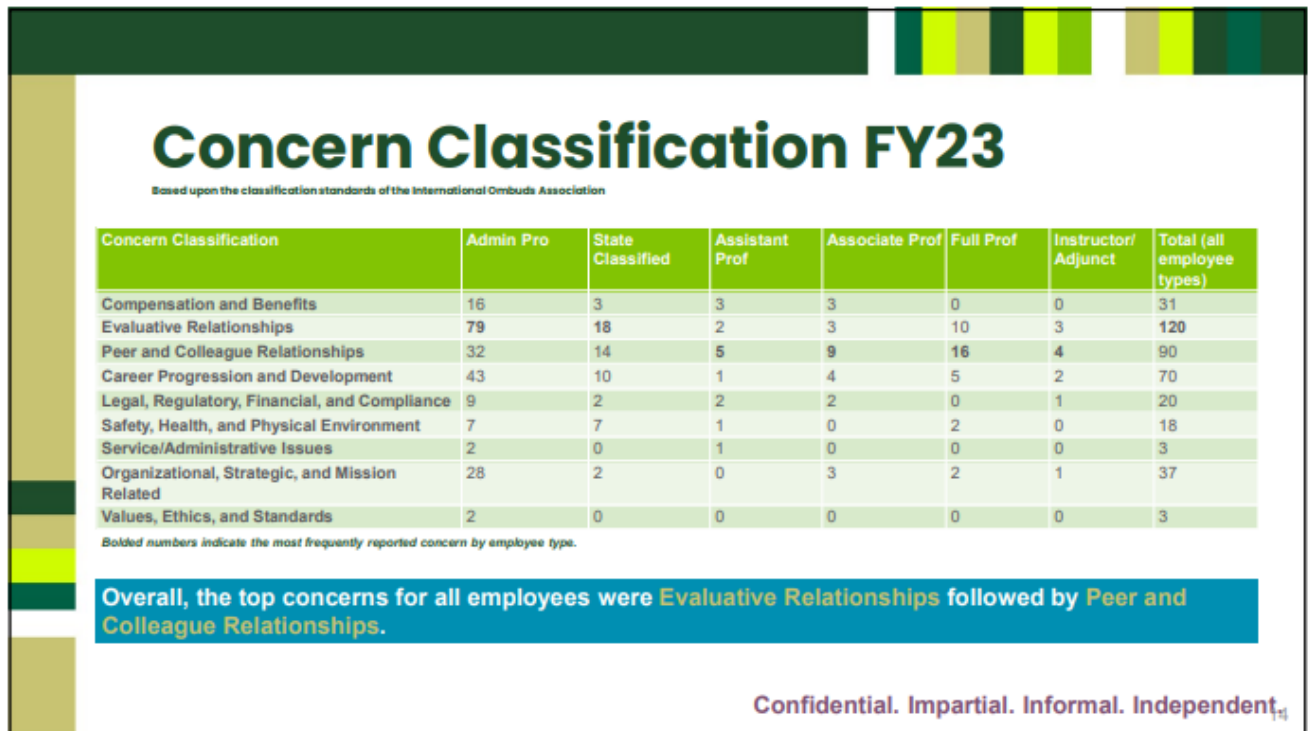 Concern Classification FY23
Based upon the classification standards of the International Ombuds Association
Concern Classification Admin Pro State Classified Assistant Prof Associate Prof Full Prof Instructor/ Adjunct Total (all employee types)
Compensation and Benefits 16 3 3 3 0 0 31
Evaluative Relationships 79 18 2 3 10 3 120
Peer and Colleague Relationships 32 14 5 9 16 4 90
Career Progression and Development 43 10 1 4 5 2 70
Legal, Regulatory, Financial, and Compliance 9 2 2 2 0 1 20
Safety, Health, and Physical Environment 7 7 1 0 2 0 18
Service/Administrative Issues 2 0 1 0 0 0 3
Organizational, Strategic, and Mission Related 28 2 0 3 2 1 37
Values, Ethics, and Standards 2 0 0 0 0 0 3
Bolded numbers indicate the most frequently reported concern by employee type.
Overall, the top concerns for all employees were Evaluative Relationships followed by Peer and
Colleague Relationships.
Confidential. Impartial. Informal. Independent.
14